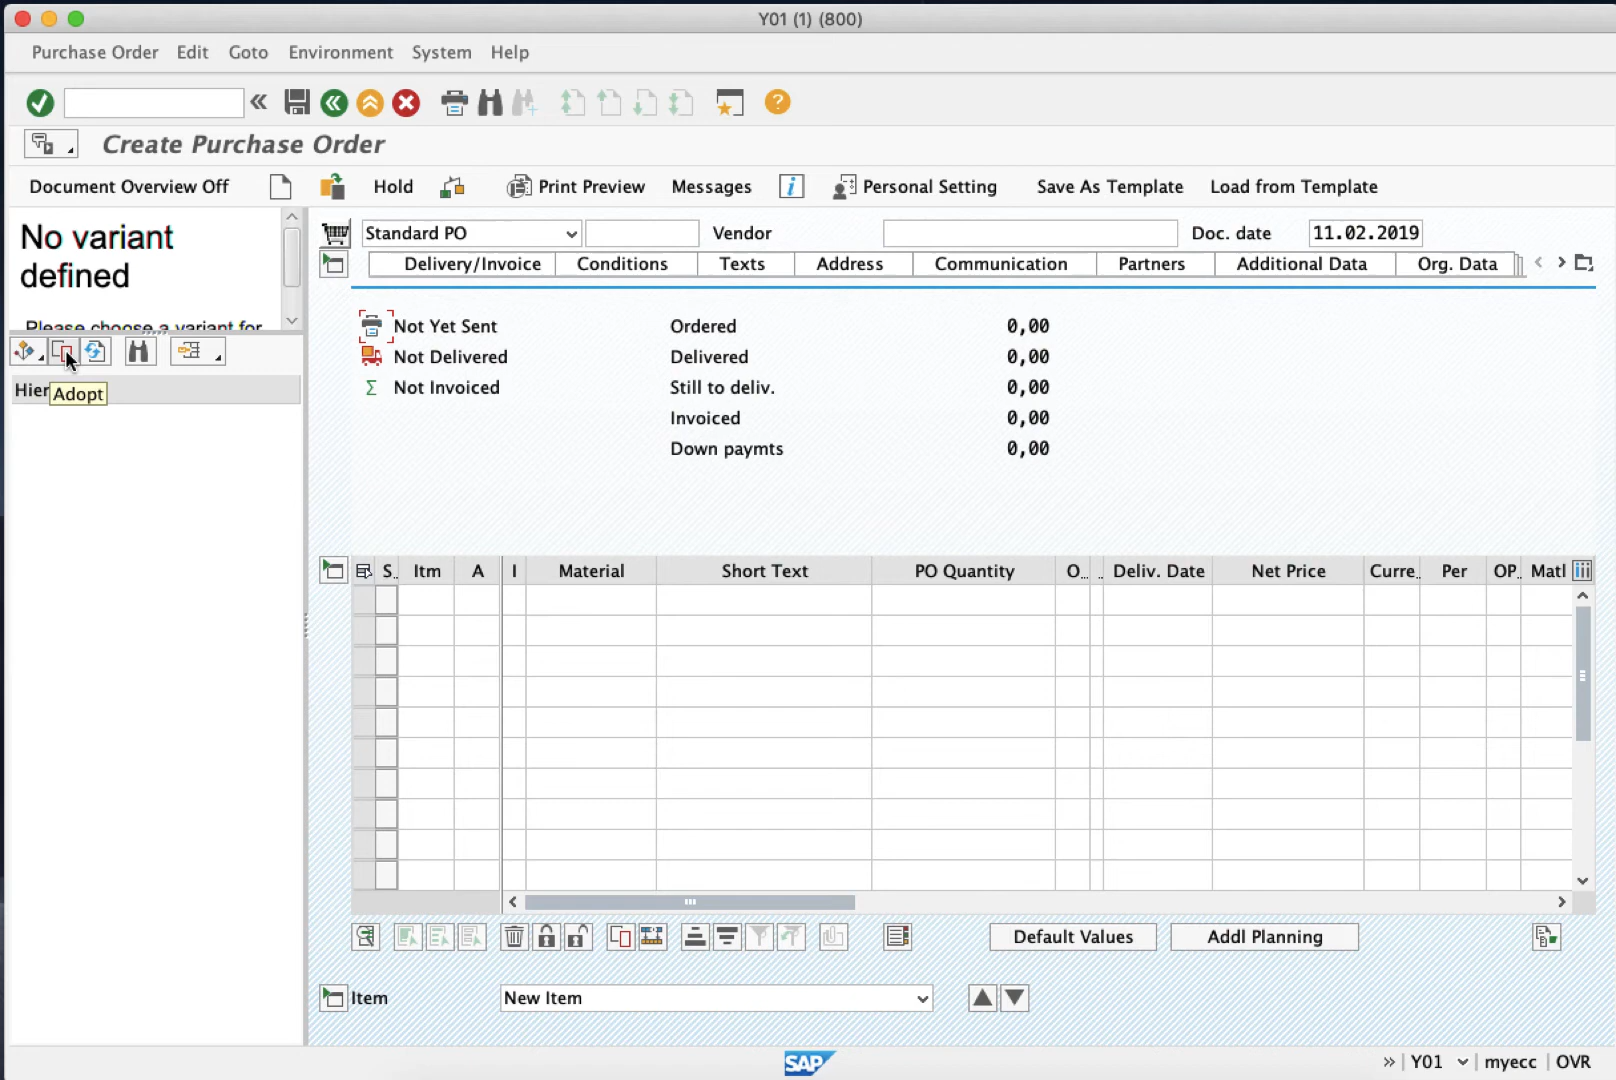 Y01 (1) (800)
Purchase Order Edit Goto Environment System Help
Create Purchase Order
Document Overview Off Hold Print Preview Messages Personal Setting Save As Template Load from Template
No variant
defined
Please choose a variant for
Hier
Adopt
Standard PO Vendor Doc. date 11.02.2019
Delivery/Invoice Conditions Texts Address Communication Partners Additional Data Org. Data
Not Yet Sent Ordered 0,00
Not Delivered Delivered 0,00
Not Invoiced Still to deliv. 0,00
Invoiced 0,00
Down paymts 0,00
S.. Itm A I Material Short Text PO Quantity O... .. Deliv. Date Net Price Curre.. Per OP.. Matl
Default Values Addl Planning
Item New Item
SAP
Y01 myecc OVR